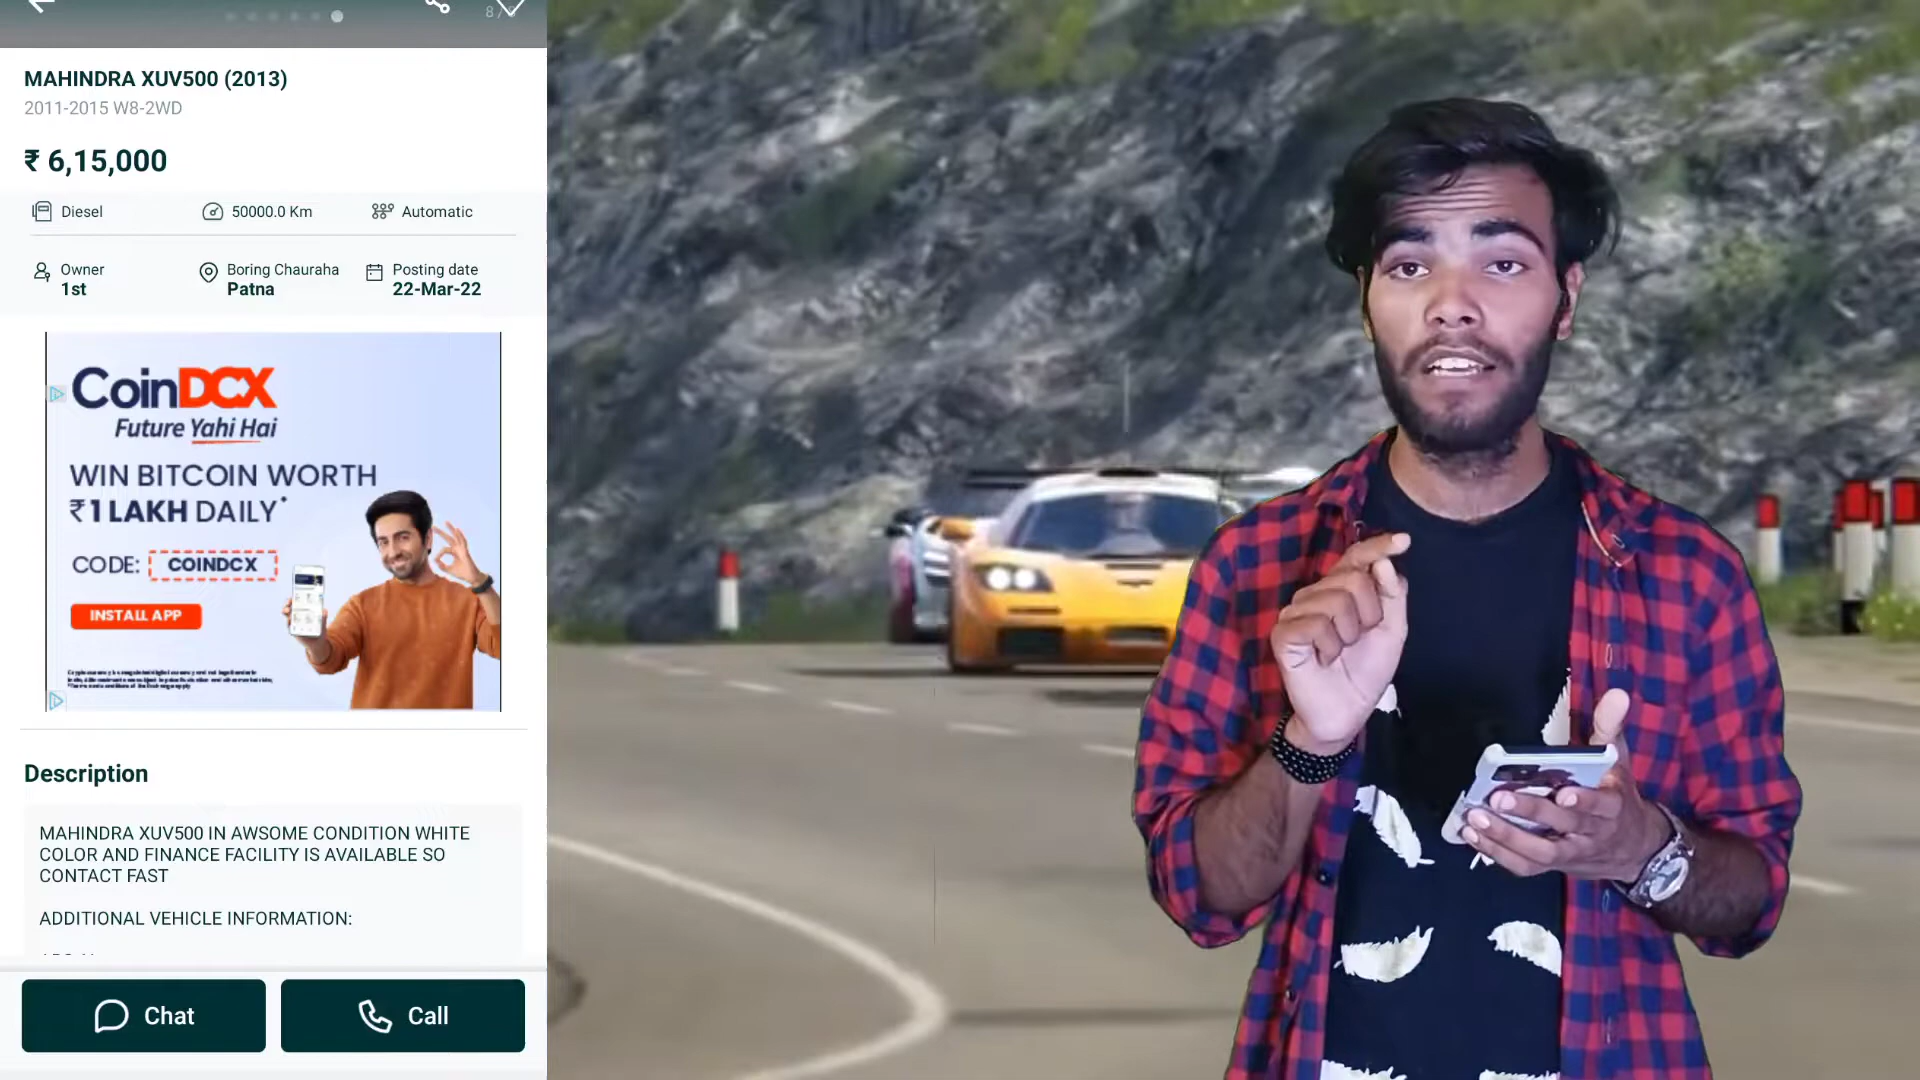 8/
MAHINDRA XUV500 (2013)
2011-2015 W8-2WD
₹ 6,15,000
Diesel
50000.0 Km
Automatic
Owner
1st
Boring Chauraha
Patna
Posting date
22-Mar-22
CoinDCX
Future Yahi Hai
WIN BITCOIN WORTH
₹1 LAKH DAILY*
CODE: COINDCX
INSTALL APP
Description
MAHINDRA XUV500 IN AWSOME CONDITION WHITE
COLOR AND FINANCE FACILITY IS AVAILABLE SO
CONTACT FAST
ADDITIONAL VEHICLE INFORMATION:
Chat
Call